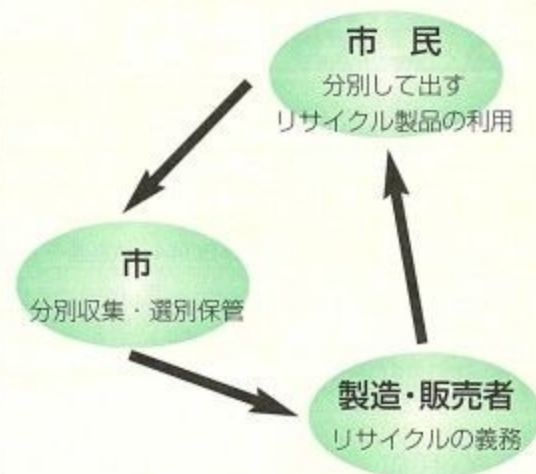 市 民
分別して出す
リサイクル製品の利用
市
分別収集・選別保管
製造・販売者
リサイクルの義務